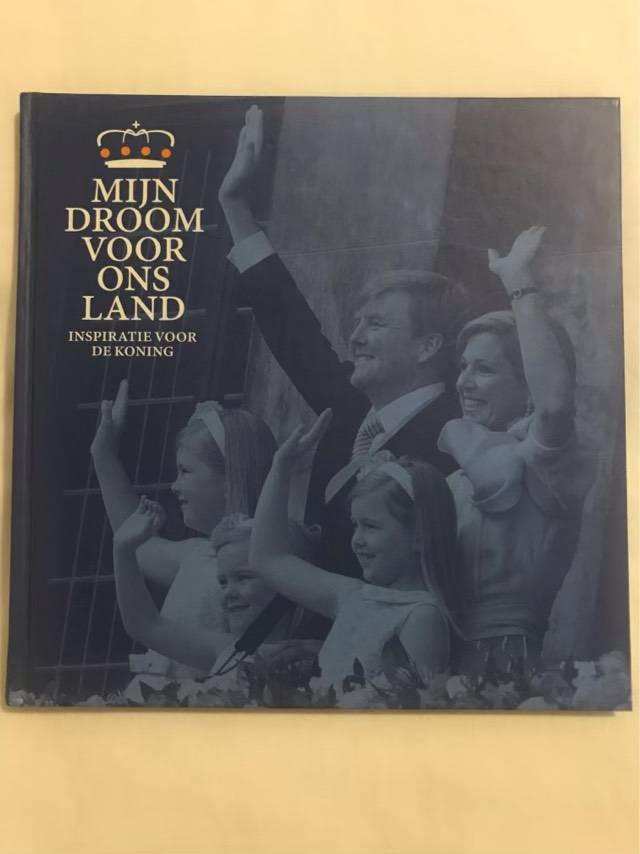 MIJN
DROOM
VOOR
ONS
LAND
INSPIRATIE VOOR
DE KONING